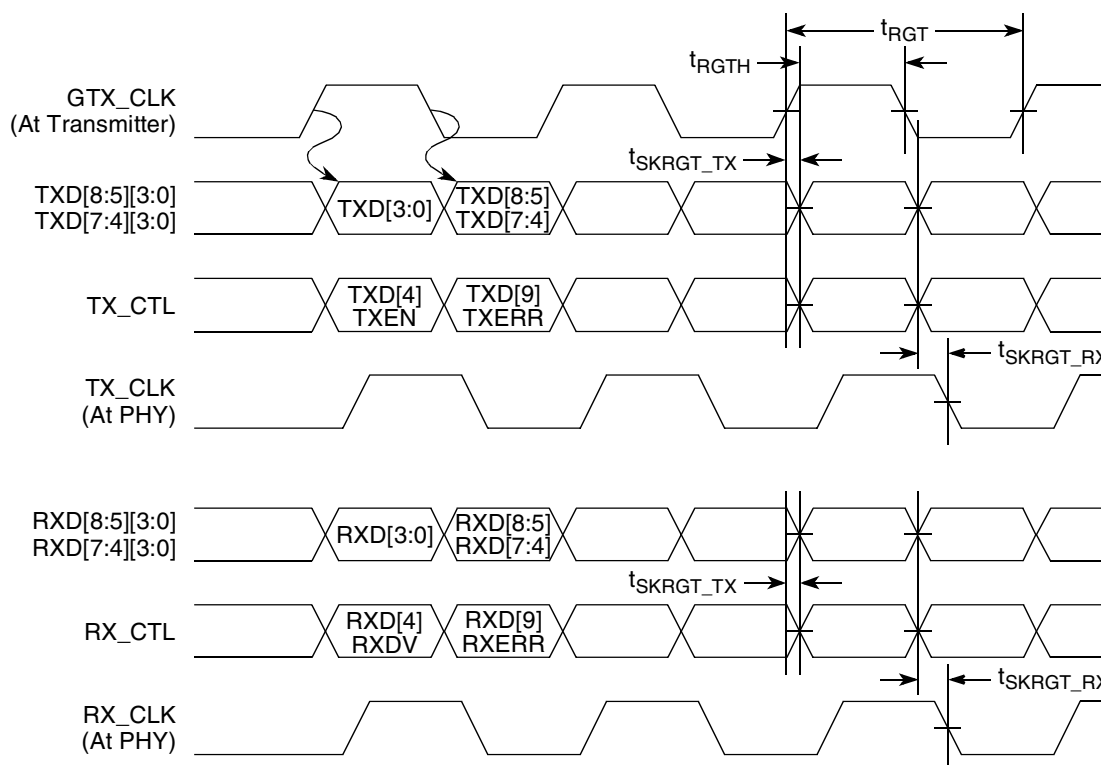 tRGT
tRGTH
GTX_CLK
(At Transmitter)
tSKRGT_TX
TXD[8:5][3:0]
TXD[7:4][3:0]
TXD[3:0]
TXD[8:5]
TXD[7:4]
TX_CTL
TXD[4]
TXEN
TXD[9]
TXERR
tSKRGT_RX
TX_CLK
(At PHY)
RXD[8:5][3:0]
RXD[7:4][3:0]
RXD[3:0]
RXD[8:5]
RXD[7:4]
tSKRGT_TX
RX_CTL
RXD[4]
RXDV
RXD[9]
RXERR
tSKRGT_RX
RX_CLK
(At PHY)